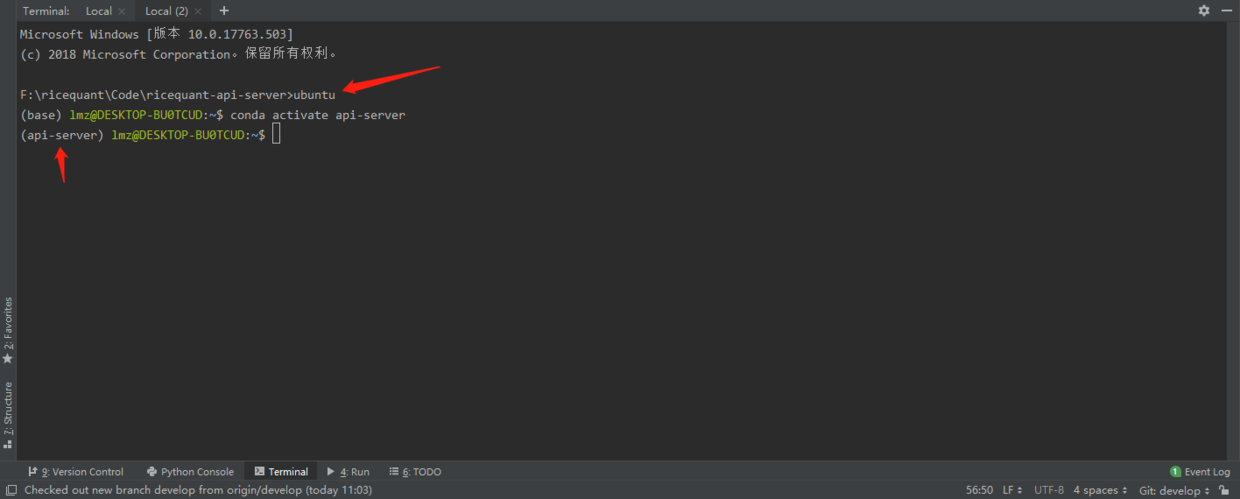 Terminal: Local × Local (2) × +
Microsoft Windows [版本 10.0.17763.503]
(c) 2018 Microsoft Corporation。保留所有权利。
F:\ricequant\Code\ricequant-api-server>ubuntu
(base) lmz@DESKTOP-BU0TCUD:~$ conda activate api-server
(api-server) lmz@DESKTOP-BU0TCUD:~$
2: Favorites
7: Structure
9: Version Control Python Console Terminal 4: Run 6: TODO 1 Event Log
Checked out new branch develop from origin/develop (today 11:03) 56:50 LF UTF-8 4 spaces Git: develop